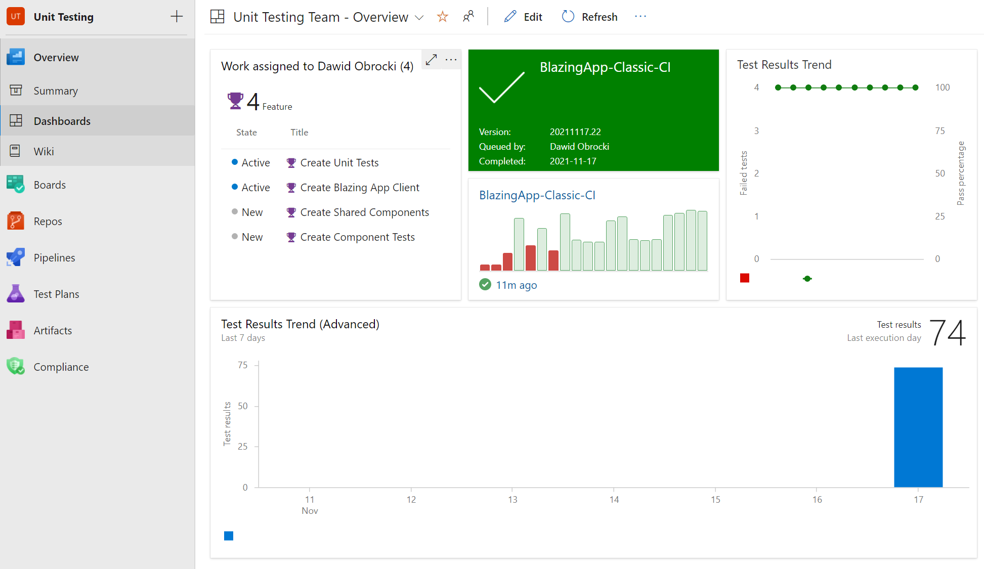 UT Unit Testing
Overview
Summary
Dashboards
Wiki
Boards
Repos
Pipelines
Test Plans
Artifacts
Compliance
Unit Testing Team - Overview
Edit
Refresh
Work assigned to Dawid Obrocki (4)
4 Feature
State Title
Active Create Unit Tests
Active Create Blazing App Client
New Create Shared Components
New Create Component Tests
BlazingApp-Classic-CI
Version: 20211117.22
Queued by: Dawid Obrocki
Completed: 2021-11-17
BlazingApp-Classic-CI
11m ago
Test Results Trend
4 100
3 75
2 50
1 25
0 0
Failed tests
Pass percentage
Test Results Trend (Advanced)
Last 7 days
Test results
Last execution day
74
75
50
25
0
Test results
11 12 13 14 15 16 17
Nov